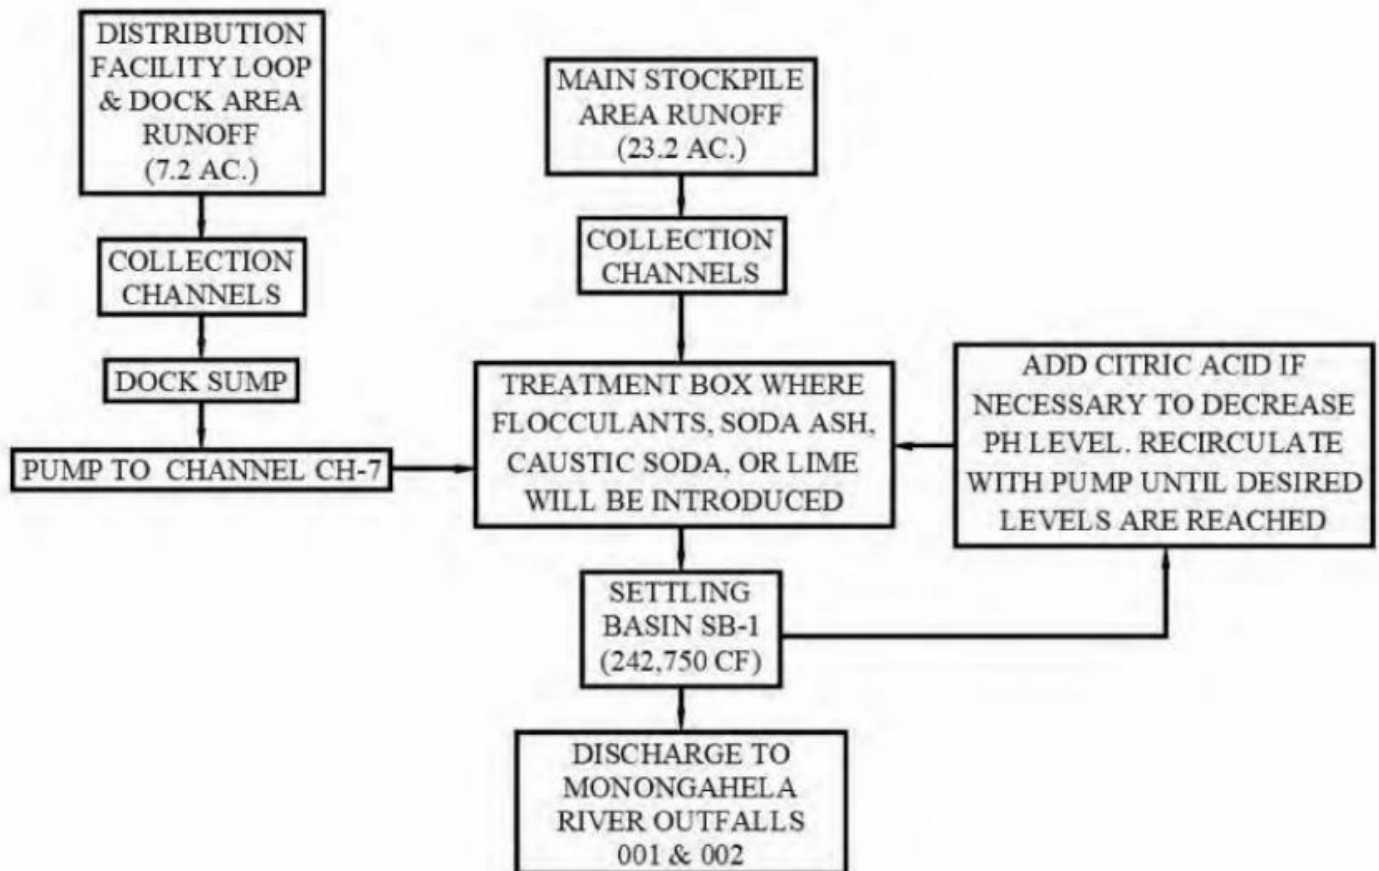 DISTRIBUTION
FACILITY LOOP
& DOCK AREA
RUNOFF
(7.2 AC.)
COLLECTION
CHANNELS
DOCK SUMP
PUMP TO CHANNEL CH-7
MAIN STOCKPILE
AREA RUNOFF
(23.2 AC.)
COLLECTION
CHANNELS
TREATMENT BOX WHERE
FLOCCULANTS, SODA ASH,
CAUSTIC SODA, OR LIME
WILL BE INTRODUCED
ADD CITRIC ACID IF
NECESSARY TO DECREASE
PH LEVEL. RECIRCULATE
WITH PUMP UNTIL DESIRED
LEVELS ARE REACHED
SETTLING
BASIN SB-1
(242,750 CF)
DISCHARGE TO
MONONGAHELA
RIVER OUTFALLS
001 & 002